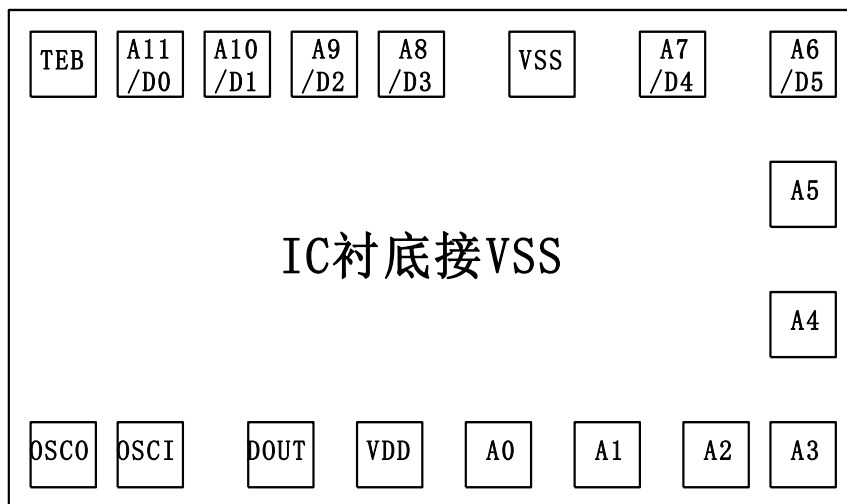 TEB
A11
/D0
A10
/D1
A9
/D2
A8
/D3
VSS
A7
/D4
A6
/D5
A5
IC衬底接VSS
A4
OSCO
OSCI
DOUT
VDD
A0
A1
A2
A3